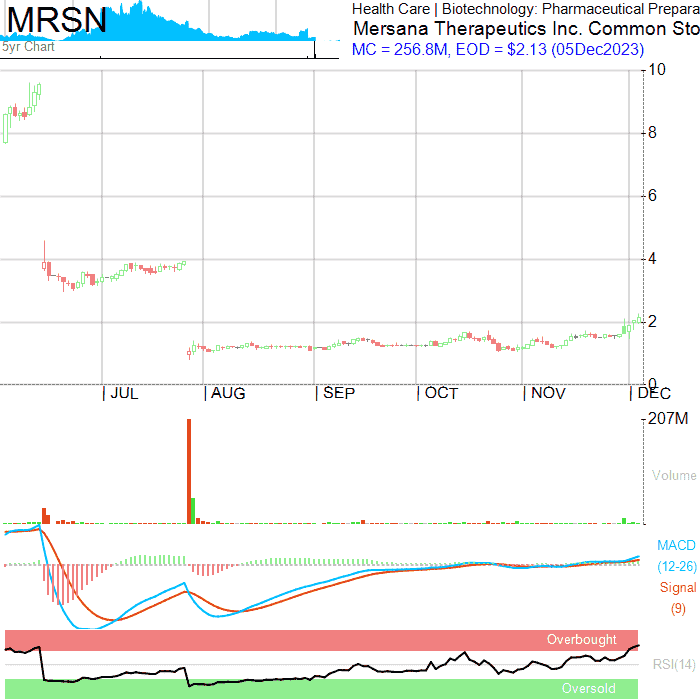 MRSN
5yr Chart
Health Care | Biotechnology: Pharmaceutical Prepara
Mersana Therapeutics Inc. Common Sto
MC = 256.8M, EOD = $2.13 (05Dec2023)
10
8
6
4
2
0
JUL
AUG
SEP
OCT
NOV
DEC
207M
Volume
MACD
(12-26)
Signal
(9)
Overbought
RSI(14)
Oversold